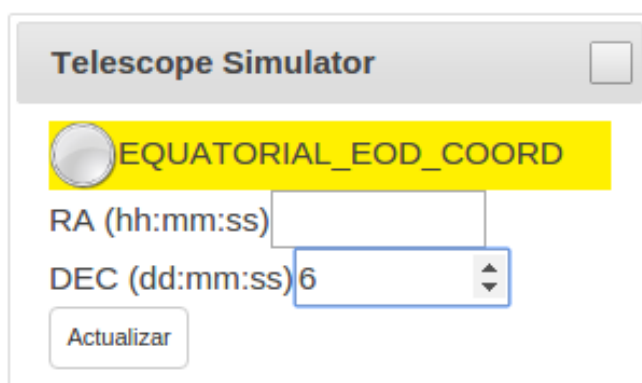 Telescope Simulator
EQUATORIAL_EOD_COORD
RA (hh:mm:ss)
DEC (dd:mm:ss) 6
Actualizar